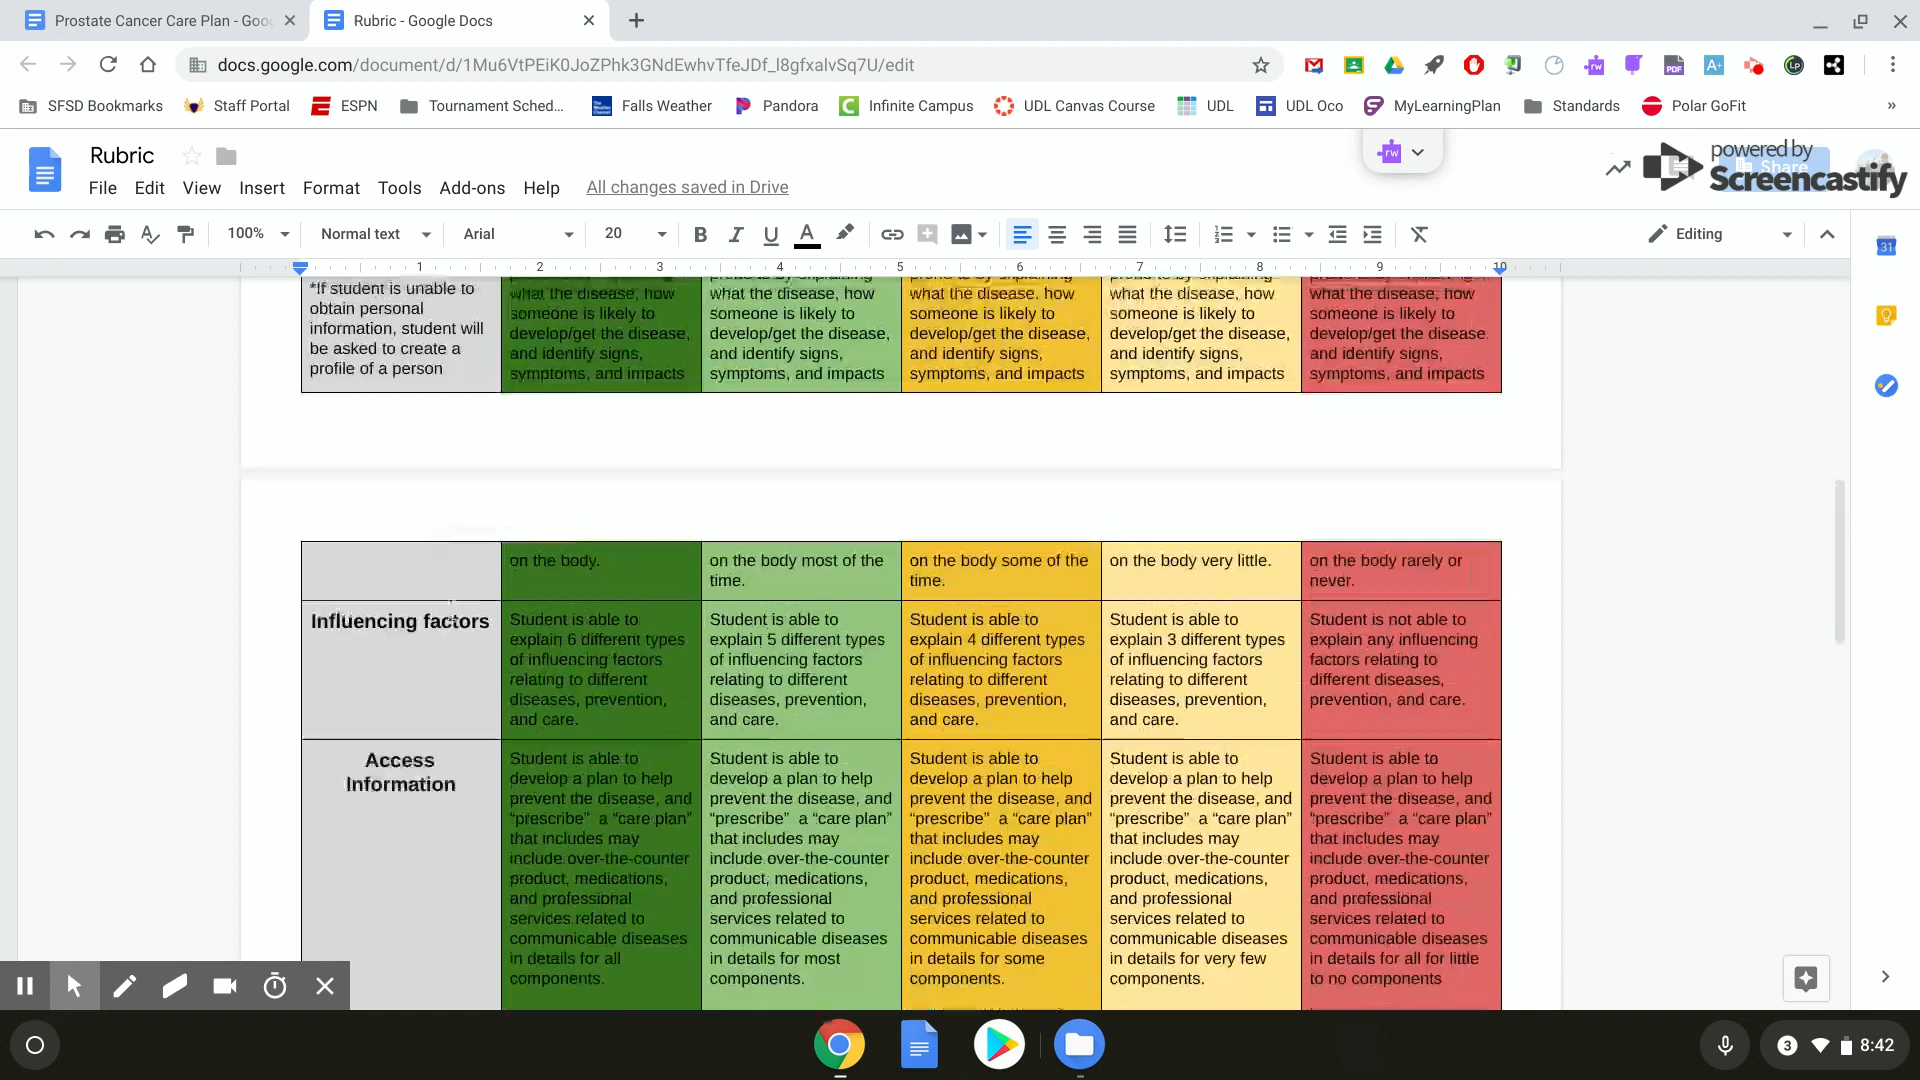 Prostate Cancer Care Plan - Goo
Rubric - Google Docs
docs.google.com/document/d/1Mu6VtPEiK0JoZPhk3GNdEwhvTfeJDf_l8gfxalvSq7U/edit
SFSD Bookmarks
Staff Portal
ESPN
Tournament Sched...
Falls Weather
Pandora
Infinite Campus
UDL Canvas Course
UDL
UDL Oco
MyLearningPlan
Standards
Polar GoFit
»
Rubric
rw
powered by
Screencastify
Share
File Edit View Insert Format Tools Add-ons Help
All changes saved in Drive
100%
Normal text
Arial
20
B I U A
Editing
31
1 2 3 4 5 6 7 8 9 10
*If student is unable to
obtain personal
information, student will
be asked to create a
profile of a person
what the disease, how
someone is likely to
develop/get the disease,
and identify signs,
symptoms, and impacts
what the disease, how
someone is likely to
develop/get the disease,
and identify signs,
symptoms, and impacts
what the disease, how
someone is likely to
develop/get the disease,
and identify signs,
symptoms, and impacts
what the disease, how
someone is likely to
develop/get the disease,
and identify signs,
symptoms, and impacts
what the disease, how
someone is likely to
develop/get the disease.
and identify signs,
symptoms, and impacts
on the body.
on the body most of the
time.
on the body some of the
time.
on the body very little.
on the body rarely or
never.
Influencing factors
Student is able to
explain 6 different types
of influencing factors
relating to different
diseases, prevention,
and care.
Student is able to
explain 5 different types
of influencing factors
relating to different
diseases, prevention,
and care.
Student is able to
explain 4 different types
of influencing factors
relating to different
diseases, prevention,
and care.
Student is able to
explain 3 different types
of influencing factors
relating to different
diseases, prevention,
and care.
Student is not able to
explain any influencing
factors relating to
different diseases,
prevention, and care.
Access
Information
Student is able to
develop a plan to help
prevent the disease, and
“prescribe” a “care plan”
that includes may
include over-the-counter
product, medications,
and professional
services related to
communicable diseases
in details for all
components.
Student is able to
develop a plan to help
prevent the disease, and
“prescribe” a “care plan”
that includes may
include over-the-counter
product, medications,
and professional
services related to
communicable diseases
in details for most
components.
Student is able to
develop a plan to help
prevent the disease, and
“prescribe” a “care plan”
that includes may
include over-the-counter
product, medications,
and professional
services related to
communicable diseases
in details for some
components.
Student is able to
develop a plan to help
prevent the disease, and
“prescribe” a “care plan”
that includes may
include over-the-counter
product, medications,
and professional
services related to
communicable diseases
in details for very few
components.
Student is able to
develop a plan to help
prevent the disease, and
“prescribe” a “care plan”
that includes may
include over-the-counter
product, medications,
and professional
services related to
communicable diseases
in details for all for little
to no components
3
8:42